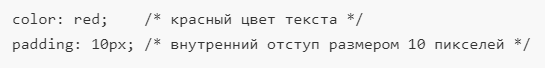 color: red;    /* красный цвет текста */
padding: 10px; /* внутренний отступ размером 10 пикселей */